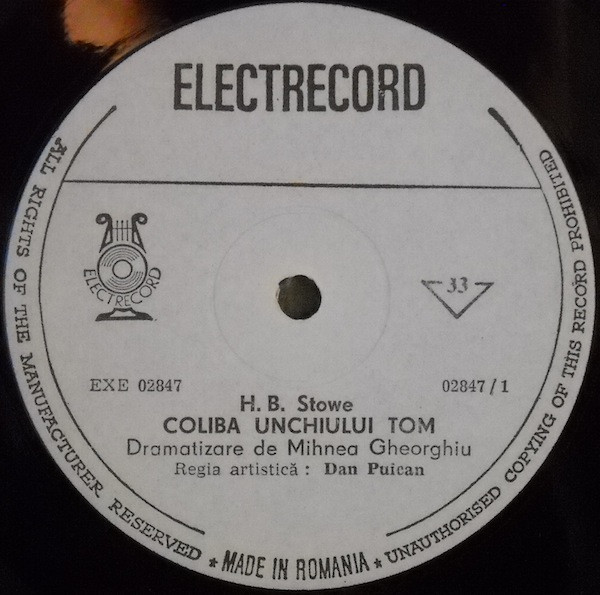 ELECTRECORD
ELECTRECORD
33
EXE 02847
02847/1
H. B. Stowe
COLIBA UNCHIULUI TOM
Dramatizare de Mihnea Gheorghiu
Regia artistică : Dan Puican
ALL RIGHTS OF THE MANUFACTURER RESERVED * MADE IN ROMANIA * UNAUTHORISED COPYING OF THIS RECORD PROHIBITED